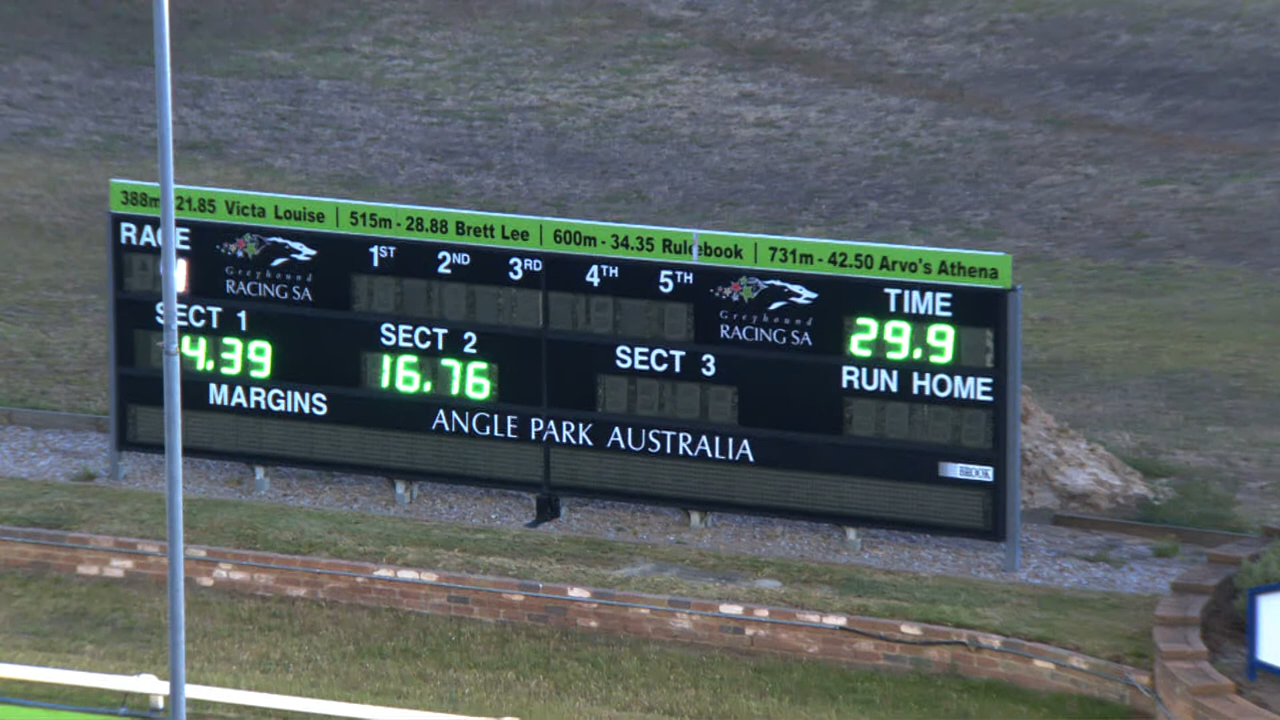 388m 21.85 Victa Louise | 515m - 28.88 Brett Lee | 600m - 34.35 Rulebook | 731m - 42.50 Arvo's Athena
RACE
Greyhound
RACING SA
1ST 2ND 3RD 4TH 5TH
Greyhound
RACING SA
TIME
29.9
SECT 1
4.39
SECT 2
16.76
SECT 3
RUN HOME
MARGINS
ANGLE PARK AUSTRALIA
BROOK